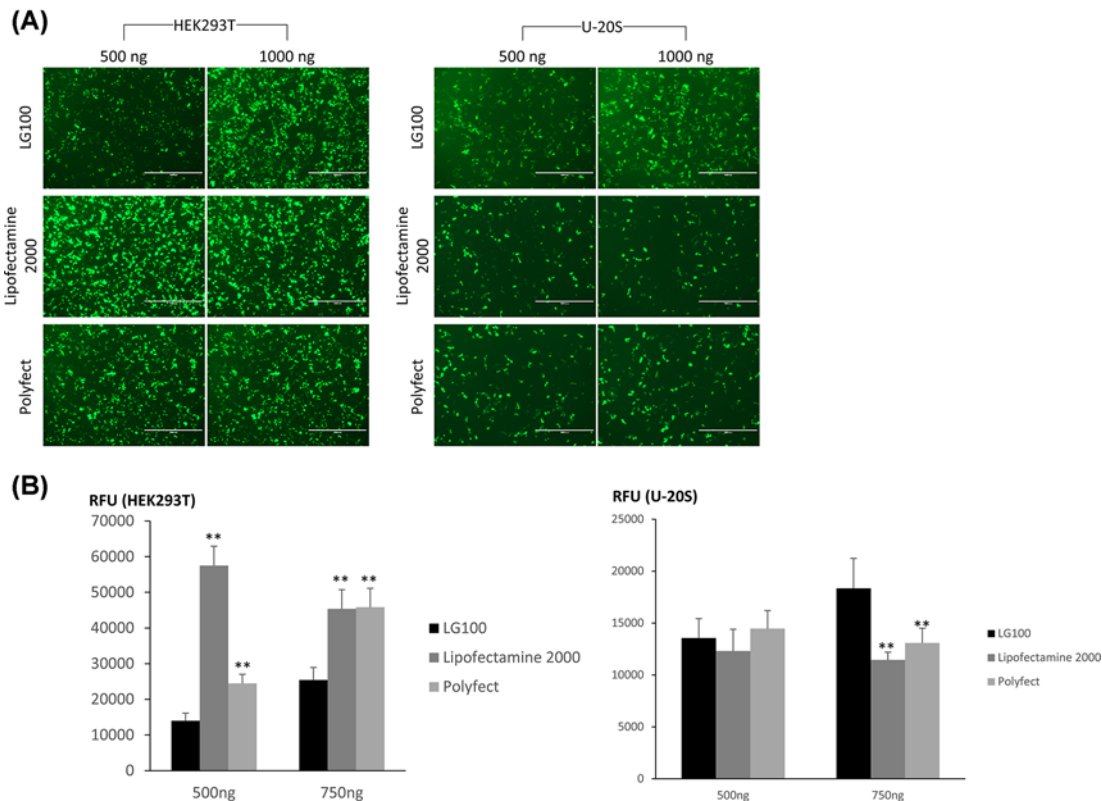 (A)
HEK293T
U-20S
500 ng
1000 ng
500 ng
1000 ng
LG100
LG100
Lipofectamine
2000
Lipofectamine
2000
Polyfect
Polyfect
(B)
RFU (HEK293T)
70000
60000
50000
40000
30000
20000
10000
0
**
**
**
**
500ng
750ng
LG100
Lipofectamine 2000
Polyfect
RFU (U-20S)
25000
20000
15000
10000
5000
0
**
**
500ng
750ng
LG100
Lipofectamine 2000
Polyfect